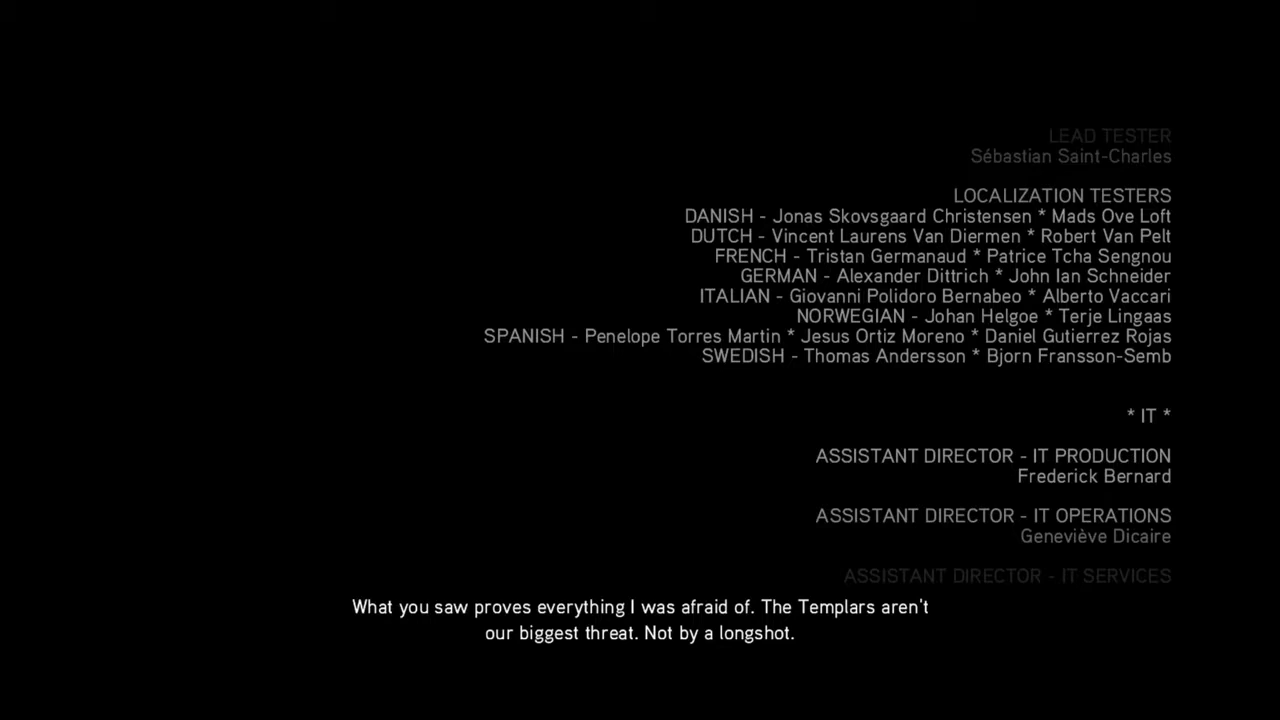 LEAD TESTER
Sébastian Saint-Charles
LOCALIZATION TESTERS
DANISH - Jonas Skovsgaard Christensen * Mads Ove Loft
DUTCH - Vincent Laurens Van Diermen * Robert Van Pelt
FRENCH - Tristan Germanaud * Patrice Tcha Sengnou
GERMAN - Alexander Dittrich * John Ian Schneider
ITALIAN - Giovanni Polidoro Bernabeo * Alberto Vaccari
NORWEGIAN - Johan Helgoe * Terje Lingaas
SPANISH - Penelope Torres Martin * Jesus Ortiz Moreno * Daniel Gutierrez Rojas
SWEDISH - Thomas Andersson * Bjorn Fransson-Semb
* IT *
ASSISTANT DIRECTOR - IT PRODUCTION
Frederick Bernard
ASSISTANT DIRECTOR - IT OPERATIONS
Geneviève Dicaire
ASSISTANT DIRECTOR - IT SERVICES
What you saw proves everything I was afraid of. The Templars aren't
our biggest threat. Not by a longshot.